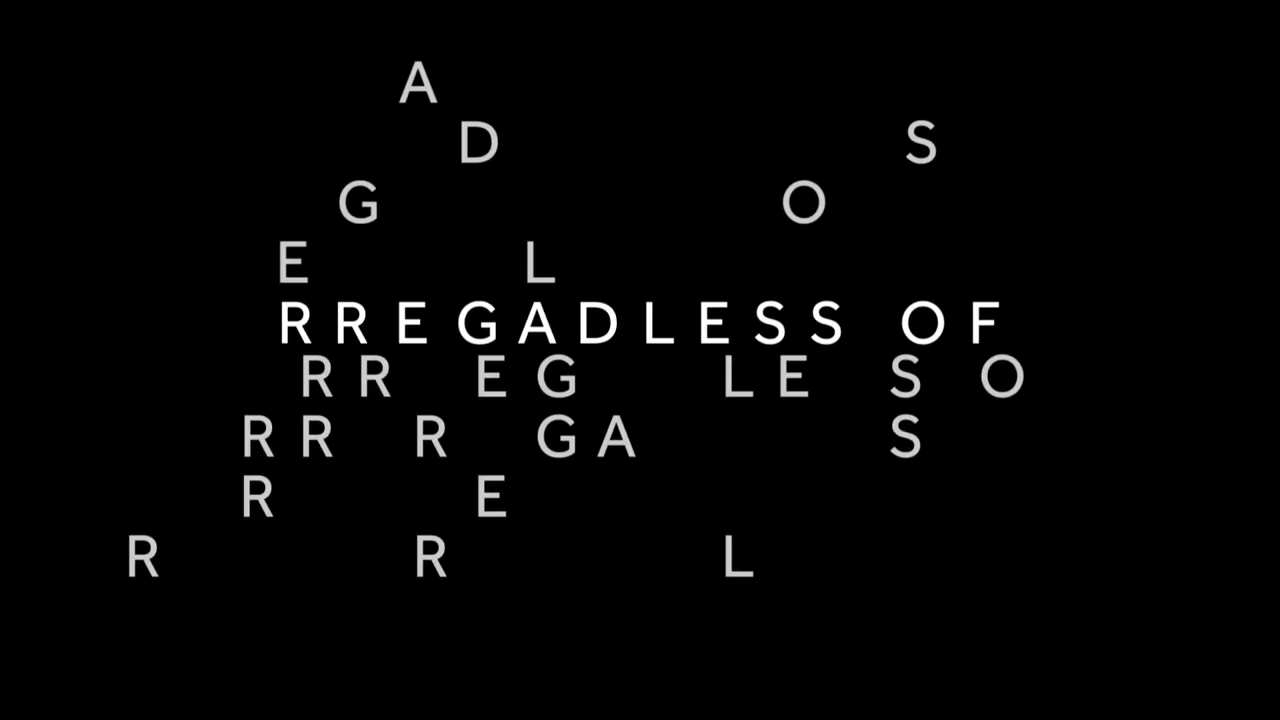 A
D S
G O
E L
RREGADLESS OF
RR EG LE S O
RR R GA S
R E
R R L